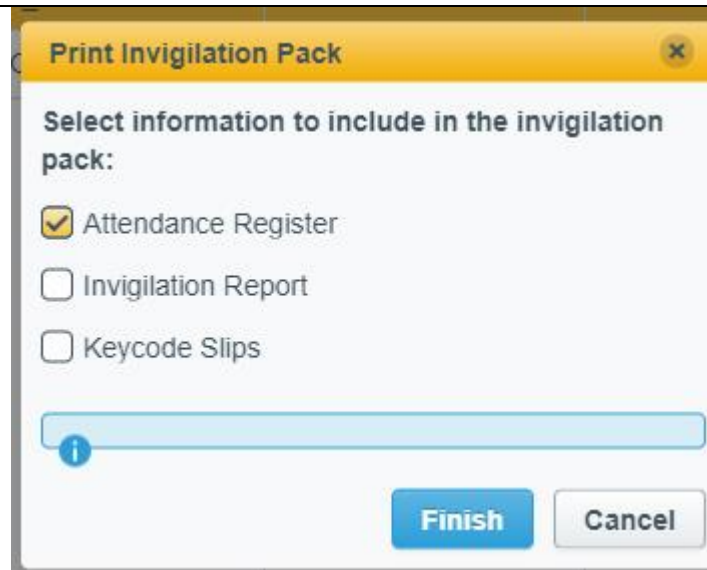 Print Invigilation Pack
Select information to include in the invigilation
pack:
Attendance Register
Invigilation Report
Keycode Slips
Finish
Cancel